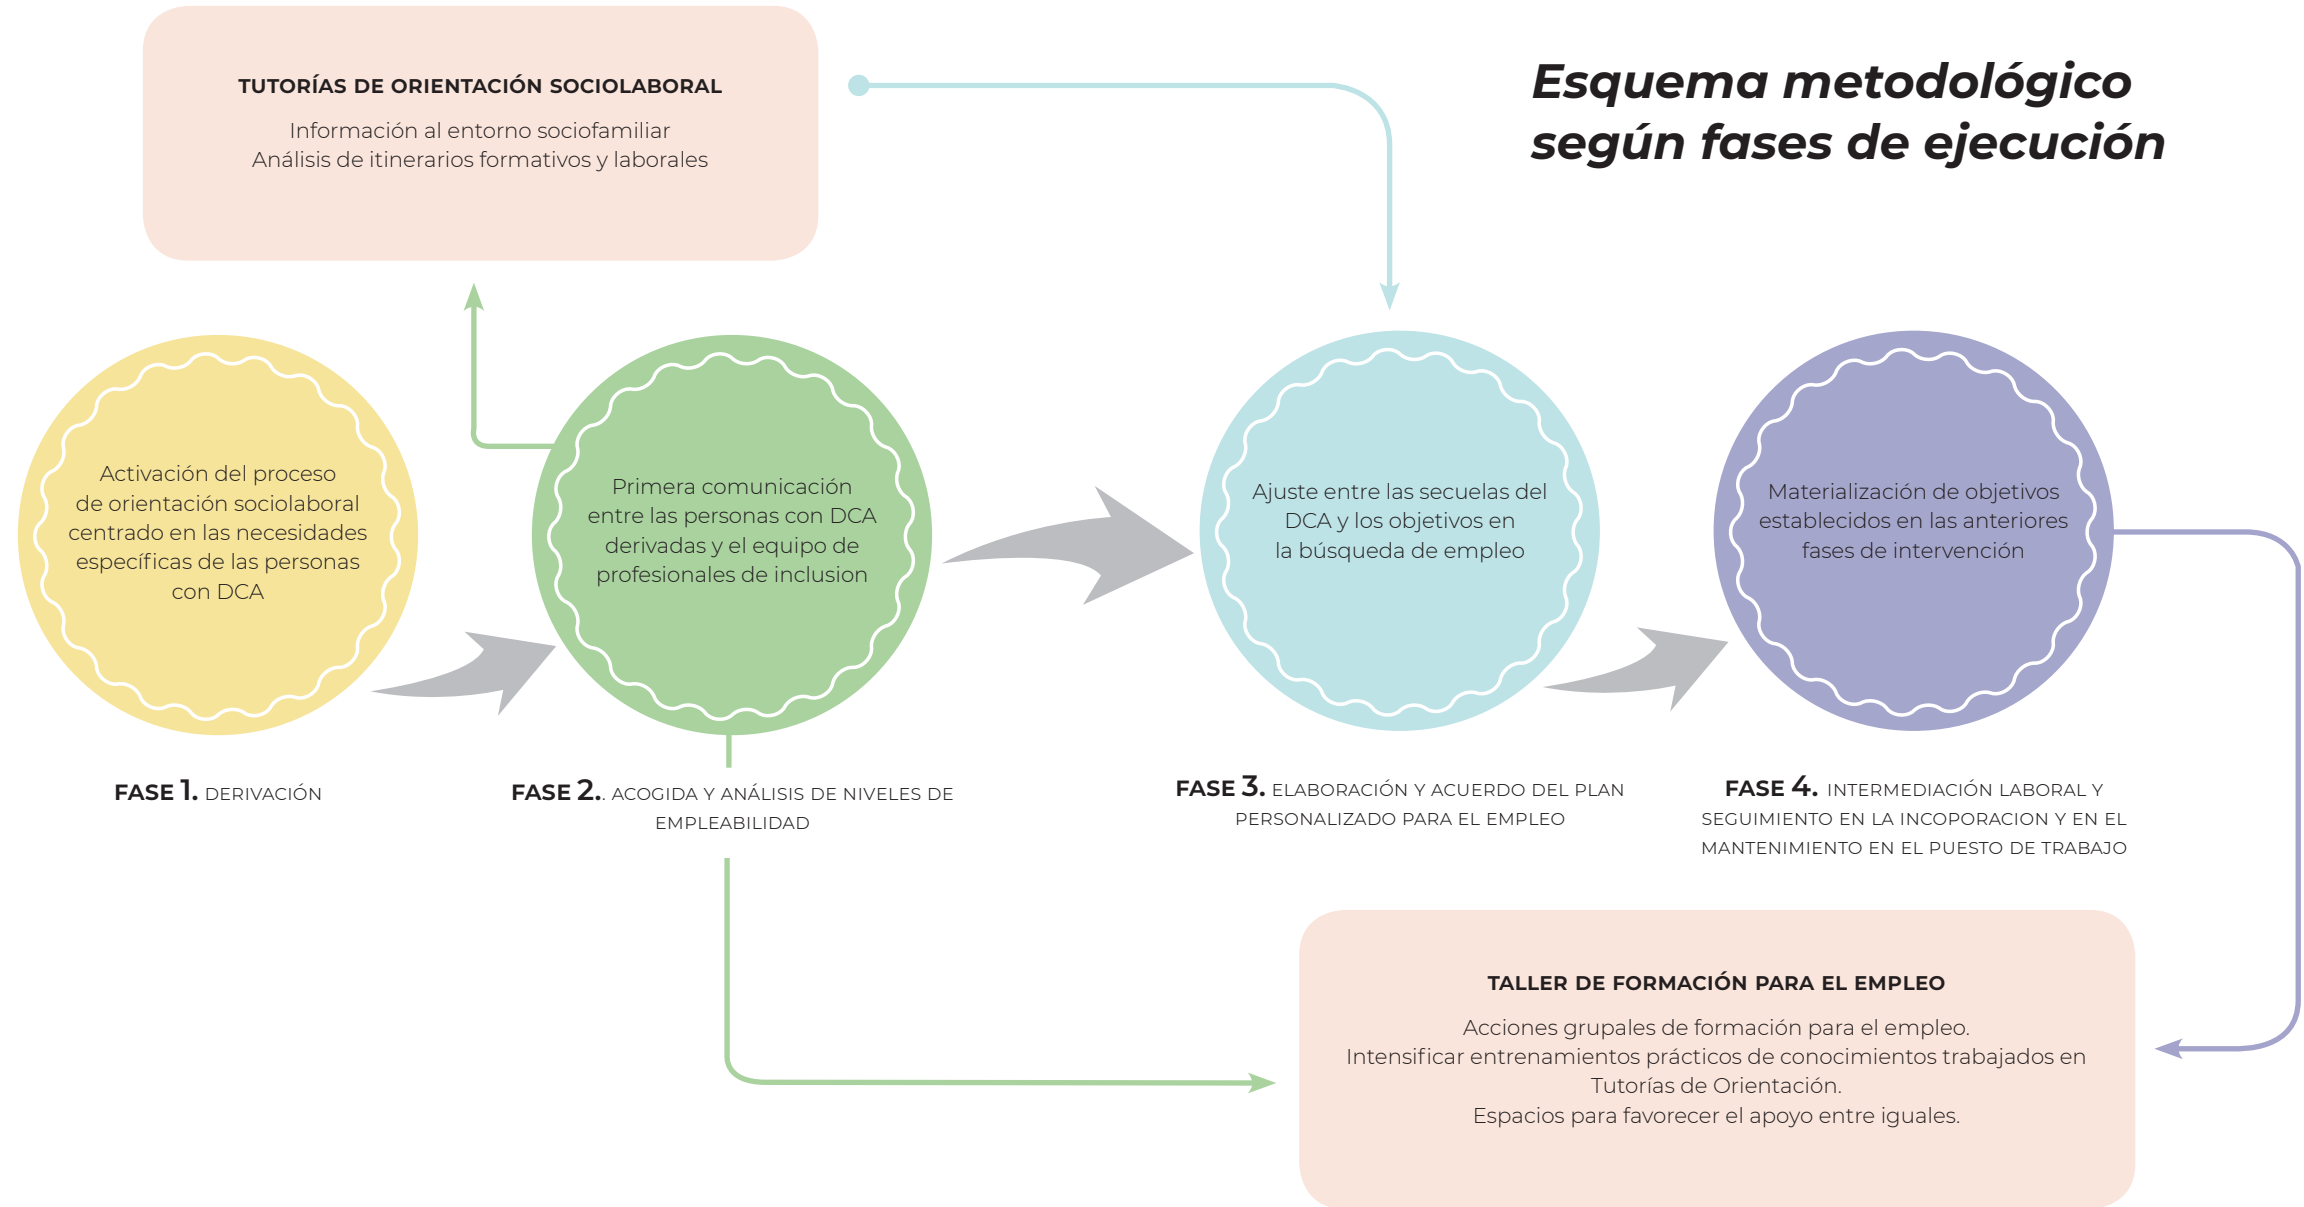 Esquema metodológico
según fases de ejecución
TUTORÍAS DE ORIENTACIÓN SOCIOLABORAL
Información al entorno sociofamiliar
Análisis de itinerarios formativos y laborales
Activación del proceso
de orientación sociolaboral
centrado en las necesidades
específicas de las personas
con DCA
FASE 1. DERIVACIÓN
Primera comunicación
entre las personas con DCA
derivadas y el equipo de
profesionales de inclusion
FASE 2.. ACOGIDA Y ANÁLISIS DE NIVELES DE
EMPLEABILIDAD
Ajuste entre las secuelas del
DCA y los objetivos en
la búsqueda de empleo
FASE 3. ELABORACIÓN Y ACUERDO DEL PLAN
PERSONALIZADO PARA EL EMPLEO
Materialización de objetivos
establecidos en las anteriores
fases de intervención
FASE 4. INTERMEDIACIÓN LABORAL Y
SEGUIMIENTO EN LA INCOPORACION Y EN EL
MANTENIMIENTO EN EL PUESTO DE TRABAJO
TALLER DE FORMACIÓN PARA EL EMPLEO
Acciones grupales de formación para el empleo.
Intensificar entrenamientos prácticos de conocimientos trabajados en
Tutorías de Orientación.
Espacios para favorecer el apoyo entre iguales.